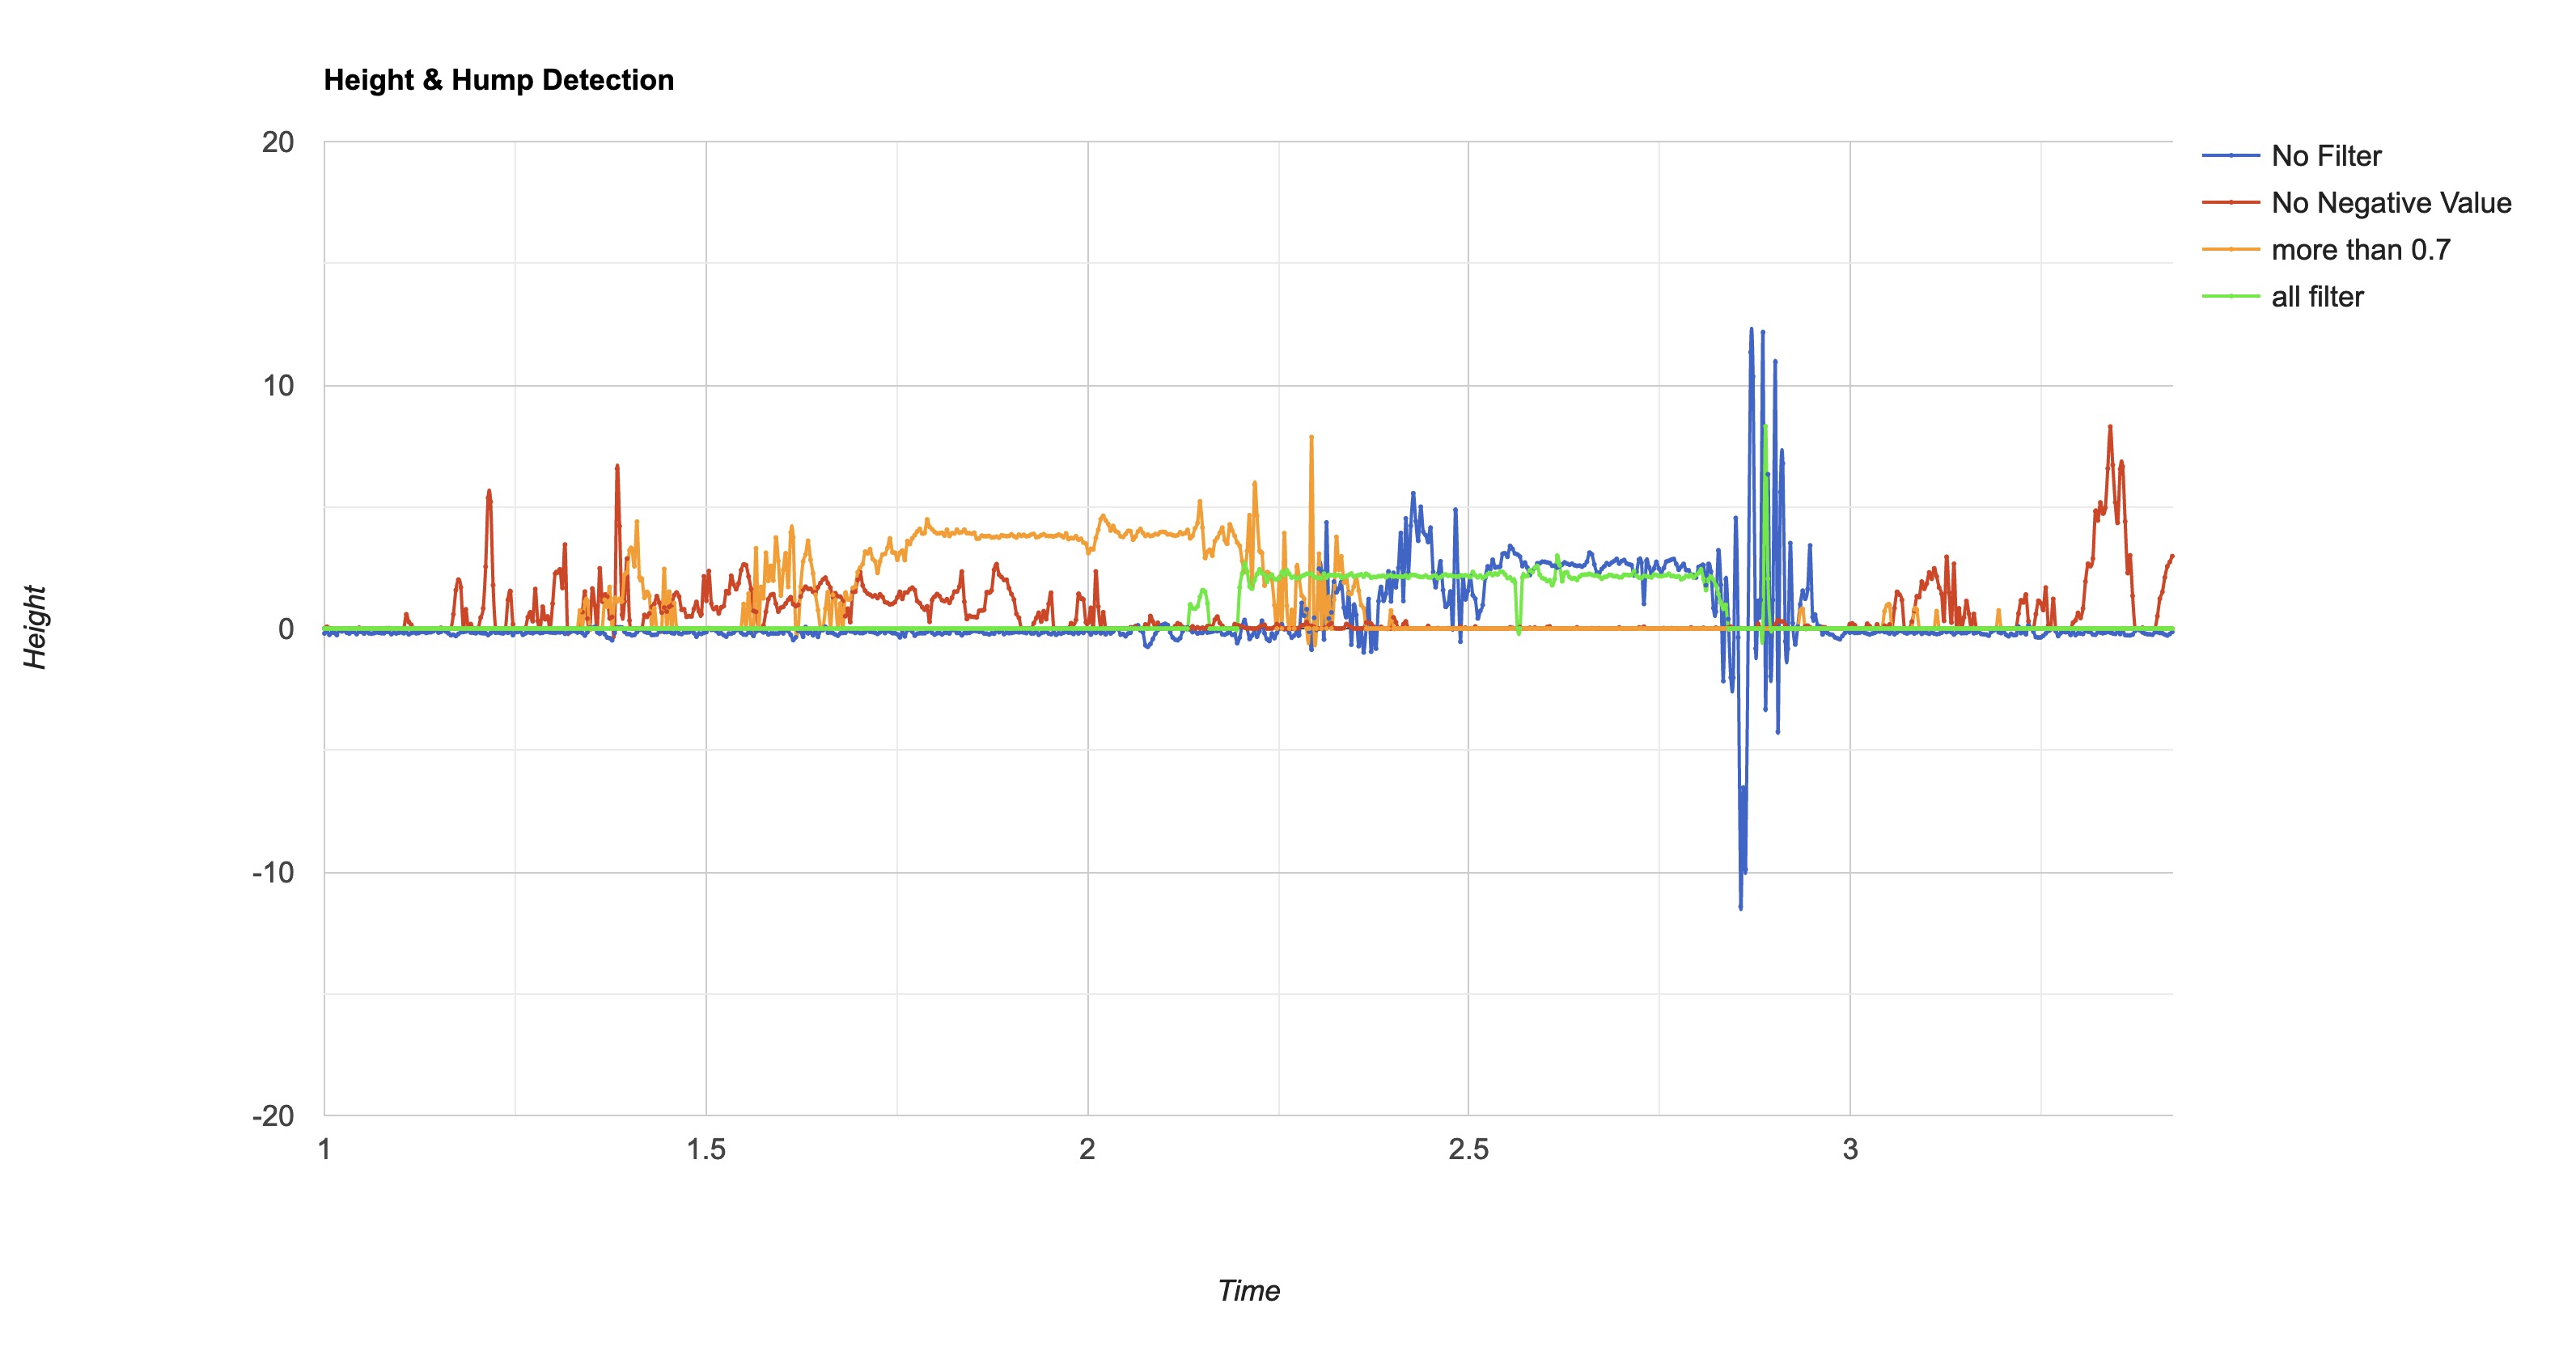 Height & Hump Detection
No Filter
No Negative Value
more than 0.7
all filter
20
10
0
-10
-20
Height
1
1.5
2
2.5
3
Time